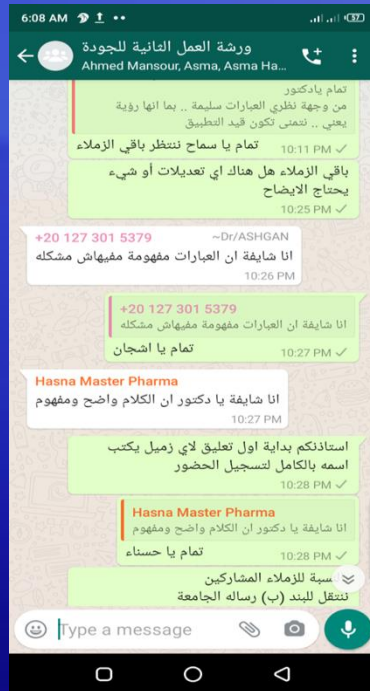 6:08 AM
37
ورشة العمل الثانية للجودة
Ahmed Mansour, Asma, Asma Ha...
تمام يادكتور
من وجهة نظري العبارات سليمة .. بما انها رؤية
يعني .. نتمنى تكون قيد التطبيق
تمام يا سماح ننتظر باقي الزملاء
10:11 PM ✓
باقي الزملاء هل هناك اي تعديلات أو شيء
يحتاج الايضاح
10:25 PM ✓
+20 127 301 5379 ~Dr/ASHGAN
انا شايفة ان العبارات مفهومة مفيهاش مشكله
10:26 PM
+20 127 301 5379
انا شايفة ان العبارات مفهومة مفيهاش مشكله
تمام يا اشجان
10:27 PM ✓
Hasna Master Pharma
انا شايفة يا دكتور ان الكلام واضح ومفهوم
10:27 PM
استاذنكم بداية اول تعليق لاي زميل يكتب
اسمه بالكامل لتسجيل الحضور
10:28 PM ✓
Hasna Master Pharma
انا شايفة يا دكتور ان الكلام واضح ومفهوم
تمام يا حسناء
10:28 PM ✓
سبة للزملاء المشاركين
ننتقل للبند (ب) رساله الجامعة
Type a message